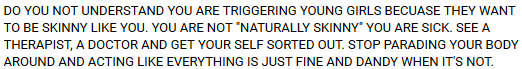 DO YOU NOT UNDERSTAND YOU ARE TRIGGERING YOUNG GIRLS BECUASE THEY WANT
TO BE SKINNY LIKE YOU. YOU ARE NOT "NATURALLY SKINNY" YOU ARE SICK. SEE A
THERAPIST, A DOCTOR AND GET YOUR SELF SORTED OUT. STOP PARADING YOUR BODY
AROUND AND ACTING LIKE EVERYTHING IS JUST FINE AND DANDY WHEN IT'S NOT.